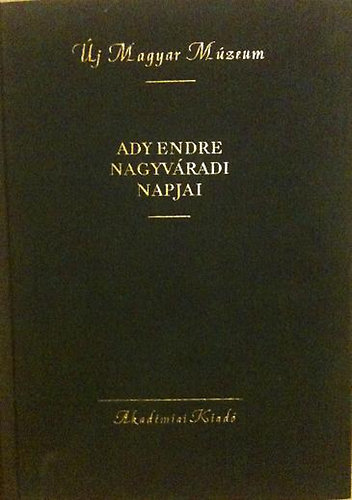 Új Magyar Múzeum
ADY ENDRE
NAGYVÁRADI
NAPJAI
Akadémiai Kiadó